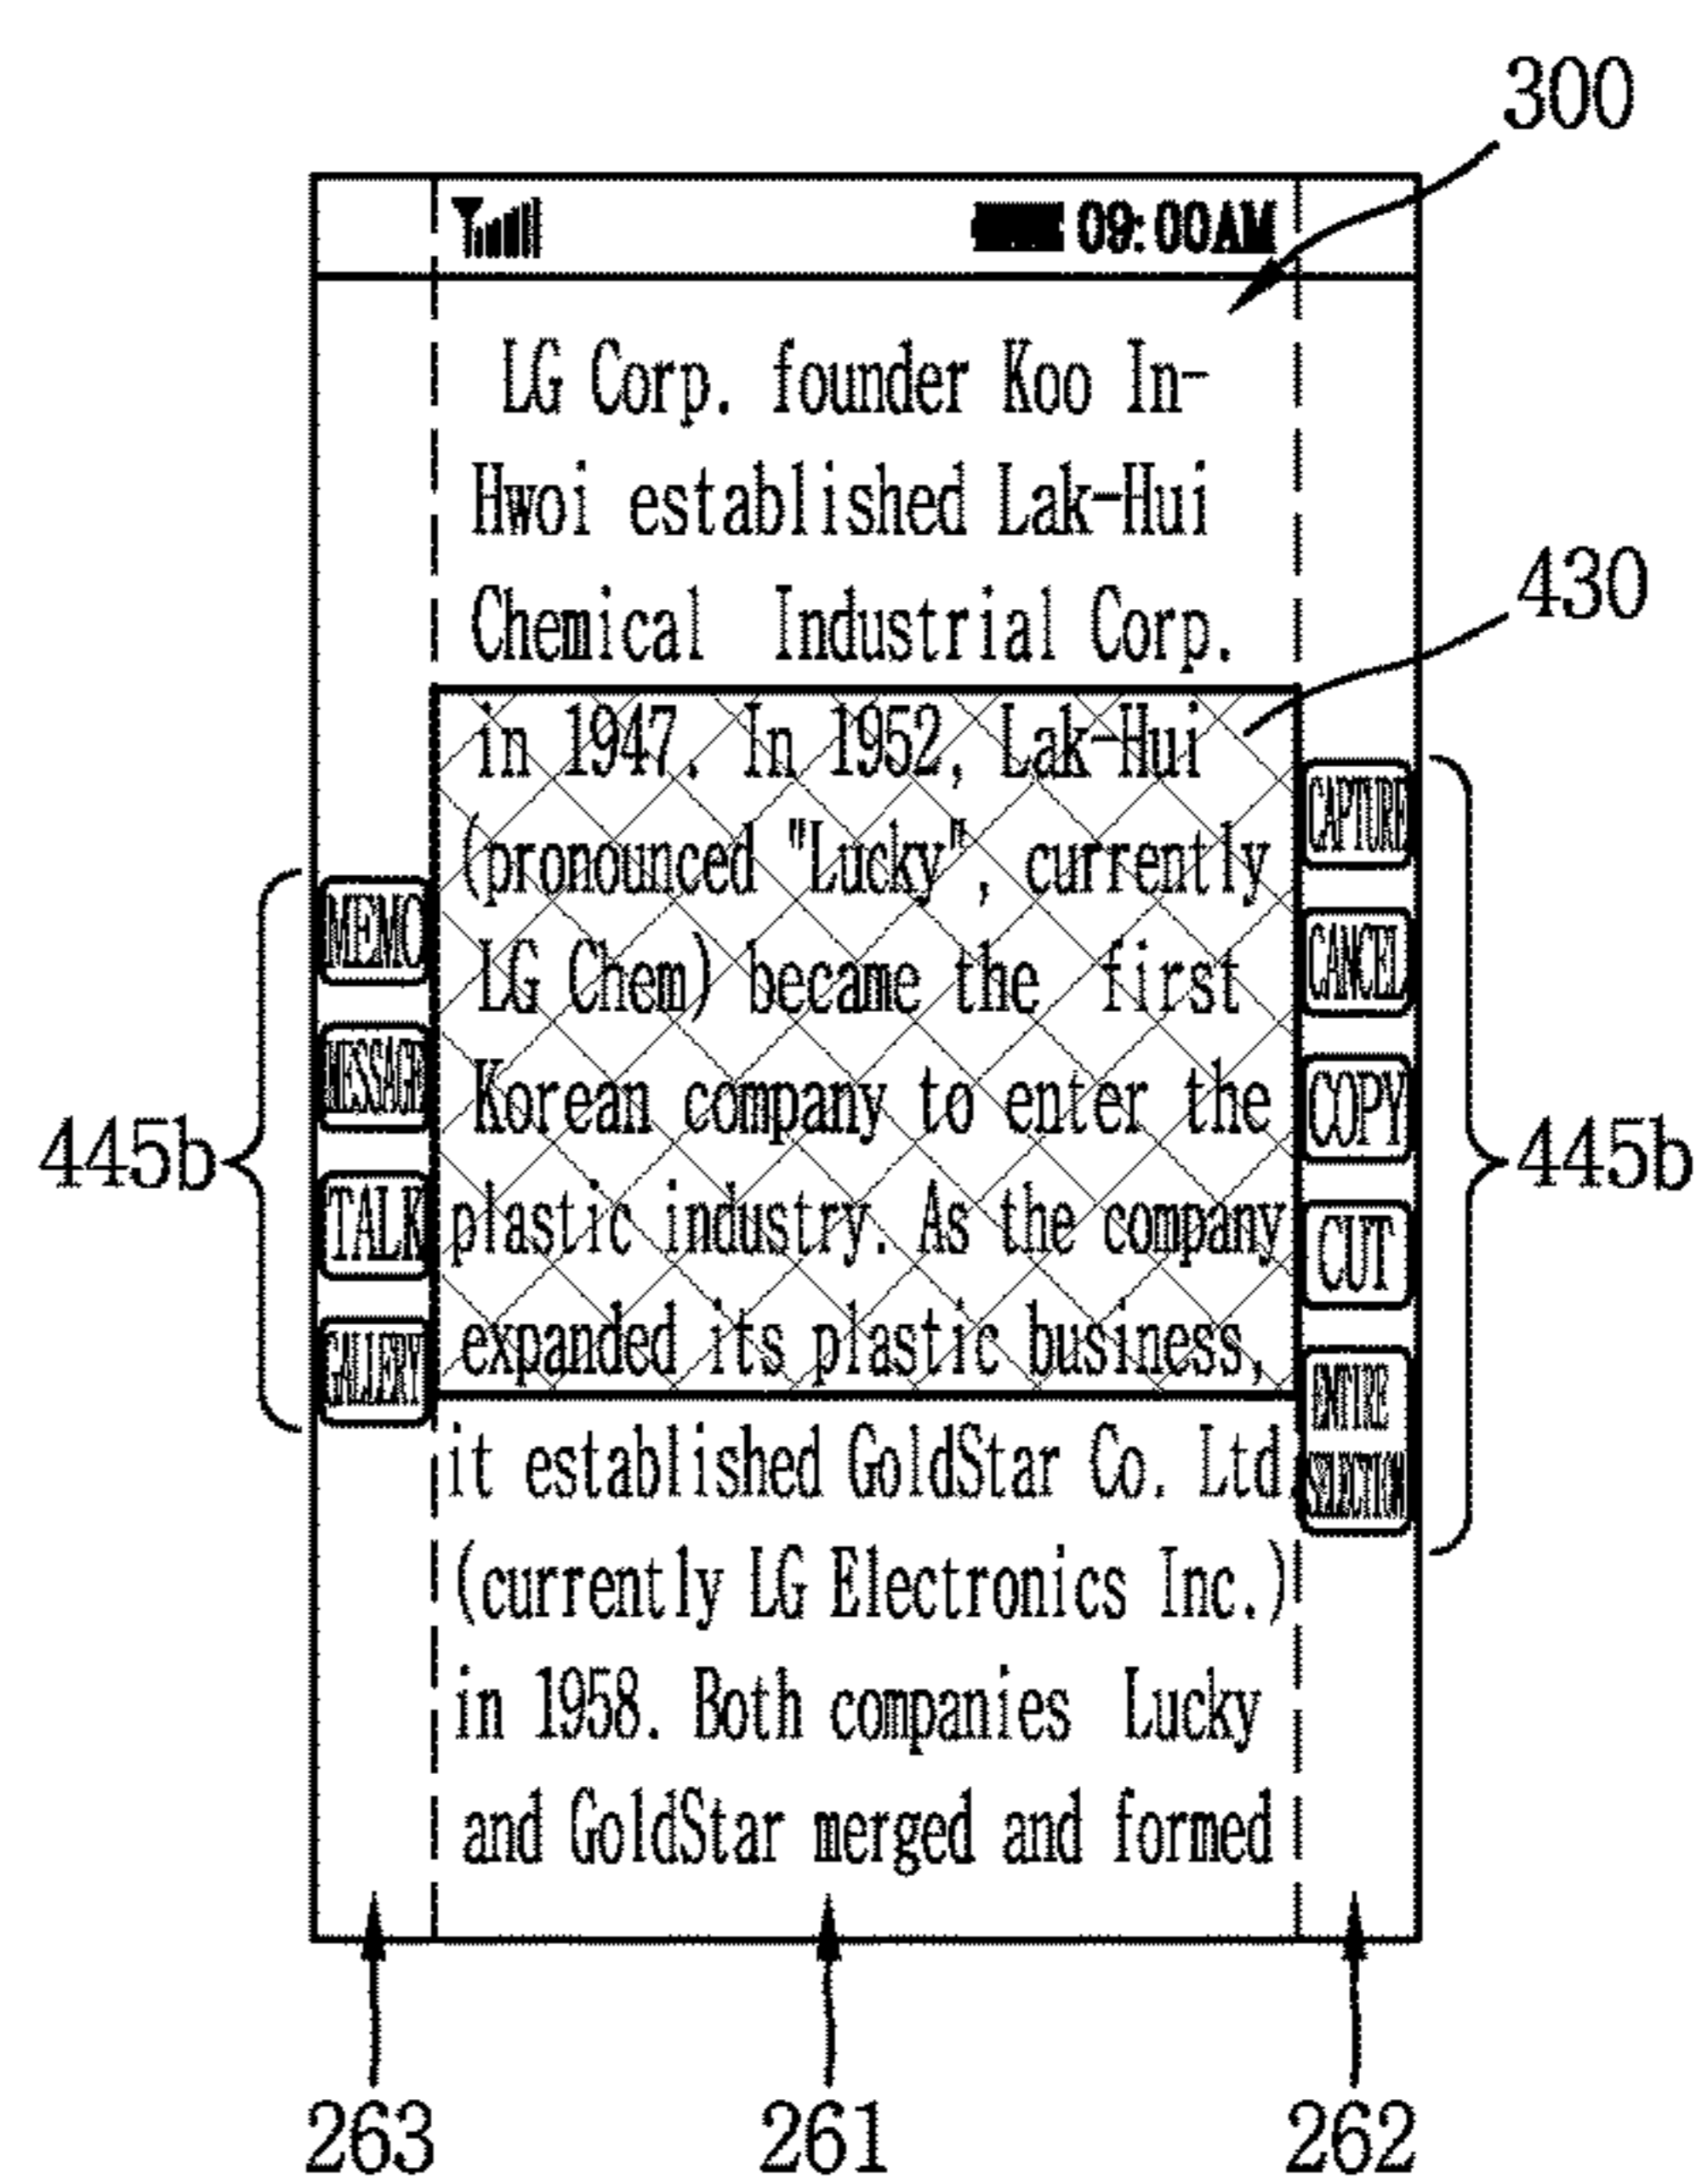 300
09:00AM
LG Corp. founder Koo In-
Hwoi established Lak-Hui
Chemical Industrial Corp.
430
in 1947. In 1952, Lak-Hui
(pronounced "Lucky", currently
LG Chem) became the first
Korean company to enter the
plastic industry. As the company
expanded its plastic business,
it established GoldStar Co. Ltd.
(currently LG Electronics Inc.)
in 1958. Both companies Lucky
and GoldStar merged and formed
445b
MEMO
MESSAGE
TALK
GALLERY
CAPTURE
CANCEL
COPY
CUT
ENTIRE
SELECTION
445b
263
261
262